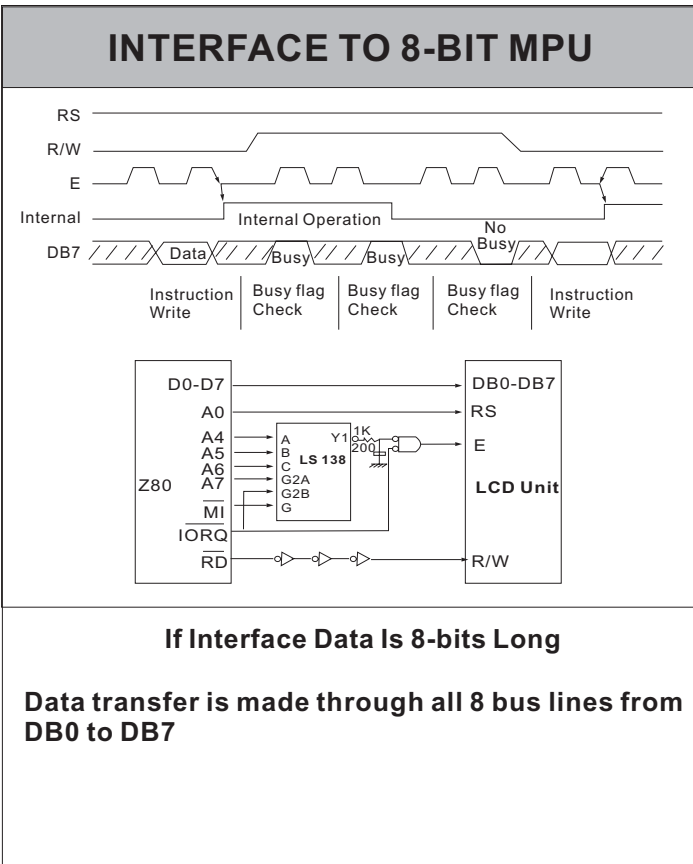 INTERFACE TO 8-BIT MPU
RS
R/W
E
Internal
Internal Operation
No
Busy
DB7
Data
Busy
Busy
Instruction
Write
Busy flag
Check
Busy flag
Check
Busy flag
Check
Instruction
Write
D0-D7
DB0-DB7
A0
RS
A4
A
Y1
1K
A5
B
200
E
A6
C
LS 138
A7
G2A
Z80
G2B
LCD Unit
MI
G
IORQ
RD
R/W
If Interface Data Is 8-bits Long
Data transfer is made through all 8 bus lines from
DB0 to DB7